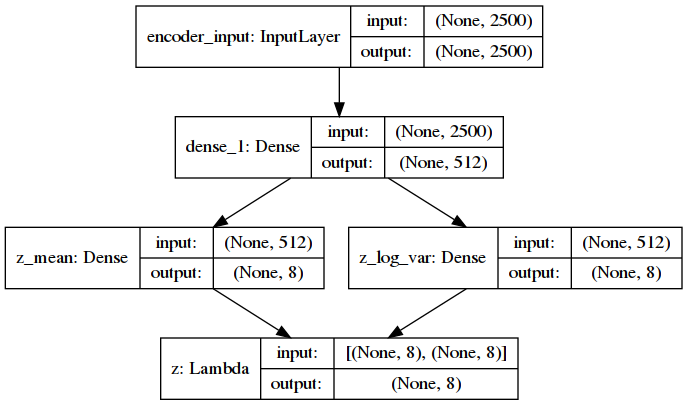 encoder_input: InputLayer
input: (None, 2500)
output: (None, 2500)
dense_1: Dense
input: (None, 2500)
output: (None, 512)
z_mean: Dense
input: (None, 512)
output: (None, 8)
z_log_var: Dense
input: (None, 512)
output: (None, 8)
z: Lambda
input: [(None, 8), (None, 8)]
output: (None, 8)